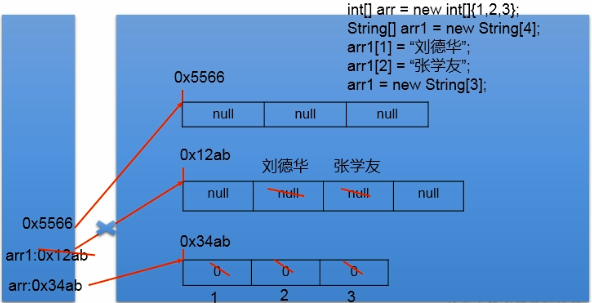 int[] arr = new int[]{1,2,3};
String[] arr1 = new String[4];
arr1[1] = “刘德华”;
arr1[2] = “张学友”;
arr1 = new String[3];
0x5566
null null null
0x12ab
刘德华 张学友
null null null null
0x5566
arr1:0x12ab
arr:0x34ab
0x34ab
0 0 0
1 2 3